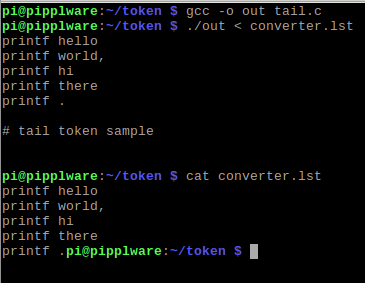 pi@pipplware:~/token $ gcc -o out tail.c
pi@pipplware:~/token $ ./out < converter.lst
printf hello
printf world,
printf hi
printf there
printf .
# tail token sample
pi@pipplware:~/token $ cat converter.lst
printf hello
printf world,
printf hi
printf there
printf .pi@pipplware:~/token $